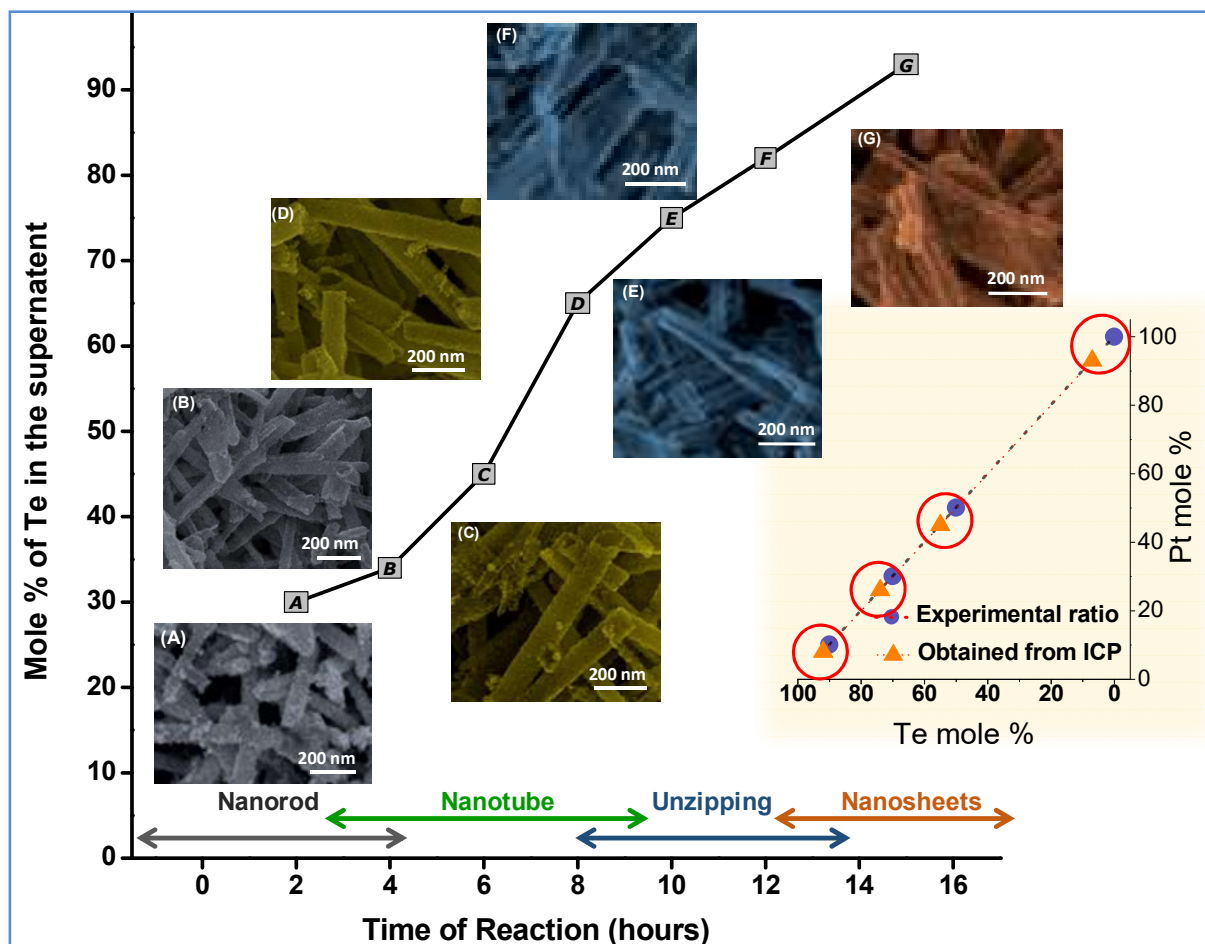 Mole % of Te in the supernatent
90
80
70
60
50
40
30
20
10
0
(F)
200 nm
G
(G)
200 nm
F
(D)
200 nm
E
D
(E)
200 nm
(B)
200 nm
C
(C)
200 nm
B
A
(A)
200 nm
100
80
60
40
20
0
Pt mole %
Experimental ratio
Obtained from ICP
100 80 60 40 20 0
Te mole %
Nanorod Nanotube Unzipping Nanosheets
0 2 4 6 8 10 12 14 16
Time of Reaction (hours)